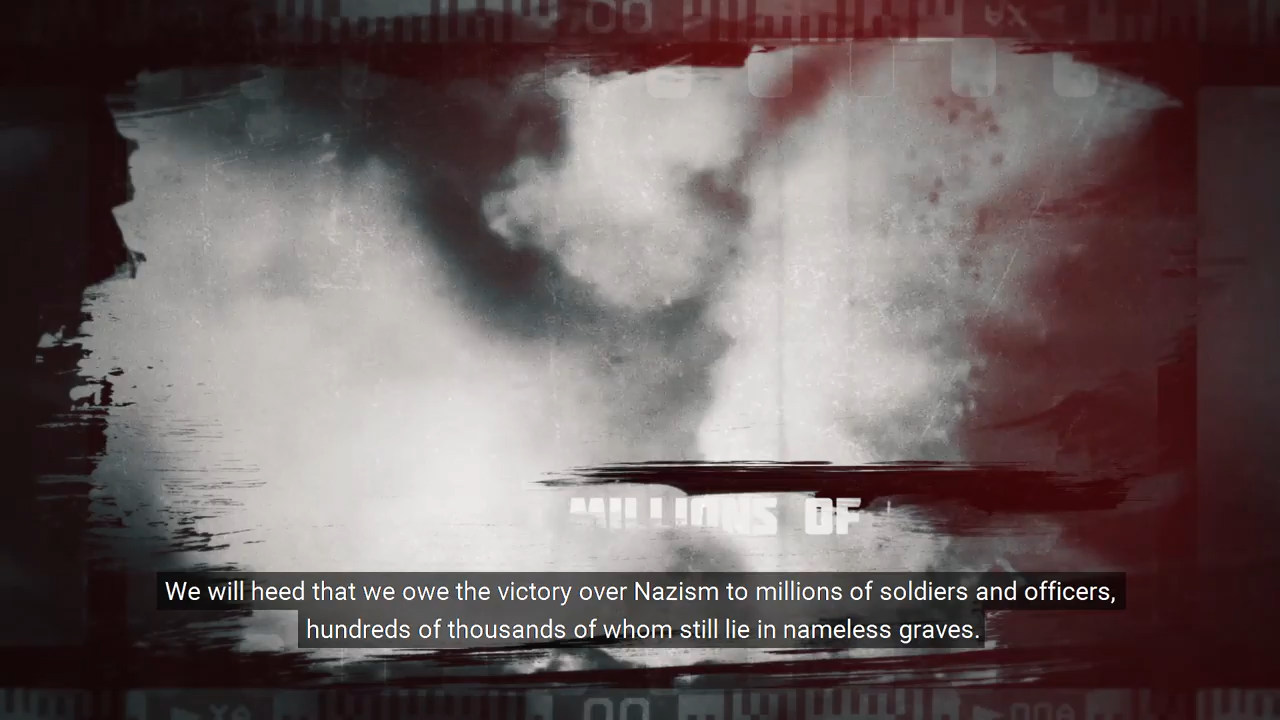 MILLIONS OF
We will heed that we owe the victory over Nazism to millions of soldiers and officers,
hundreds of thousands of whom still lie in nameless graves.